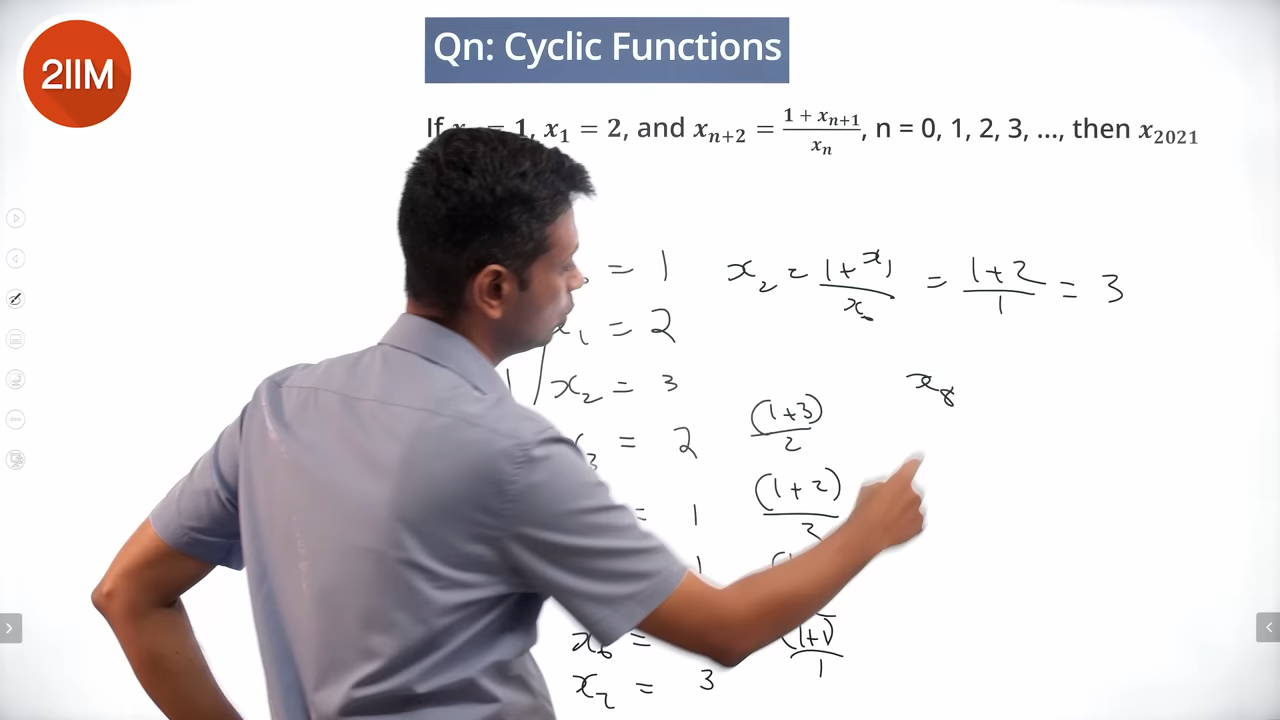 2IIM
Qn: Cyclic Functions
If = 1, x₁ = 2, and xₙ₊₂ = (1 + xₙ₊₁)/xₙ, n = 0, 1, 2, 3, ..., then x₂₀₂₁
= 1
x₂ = (1+x₁)/x₀ = (1+2)/1 = 3
x₁ = 2
x₂ = 3
x₈
3 = 2 (1+3)/2
= 1 (1+2)/3
1
x₆ = (1+1)/1
x₇ = 3